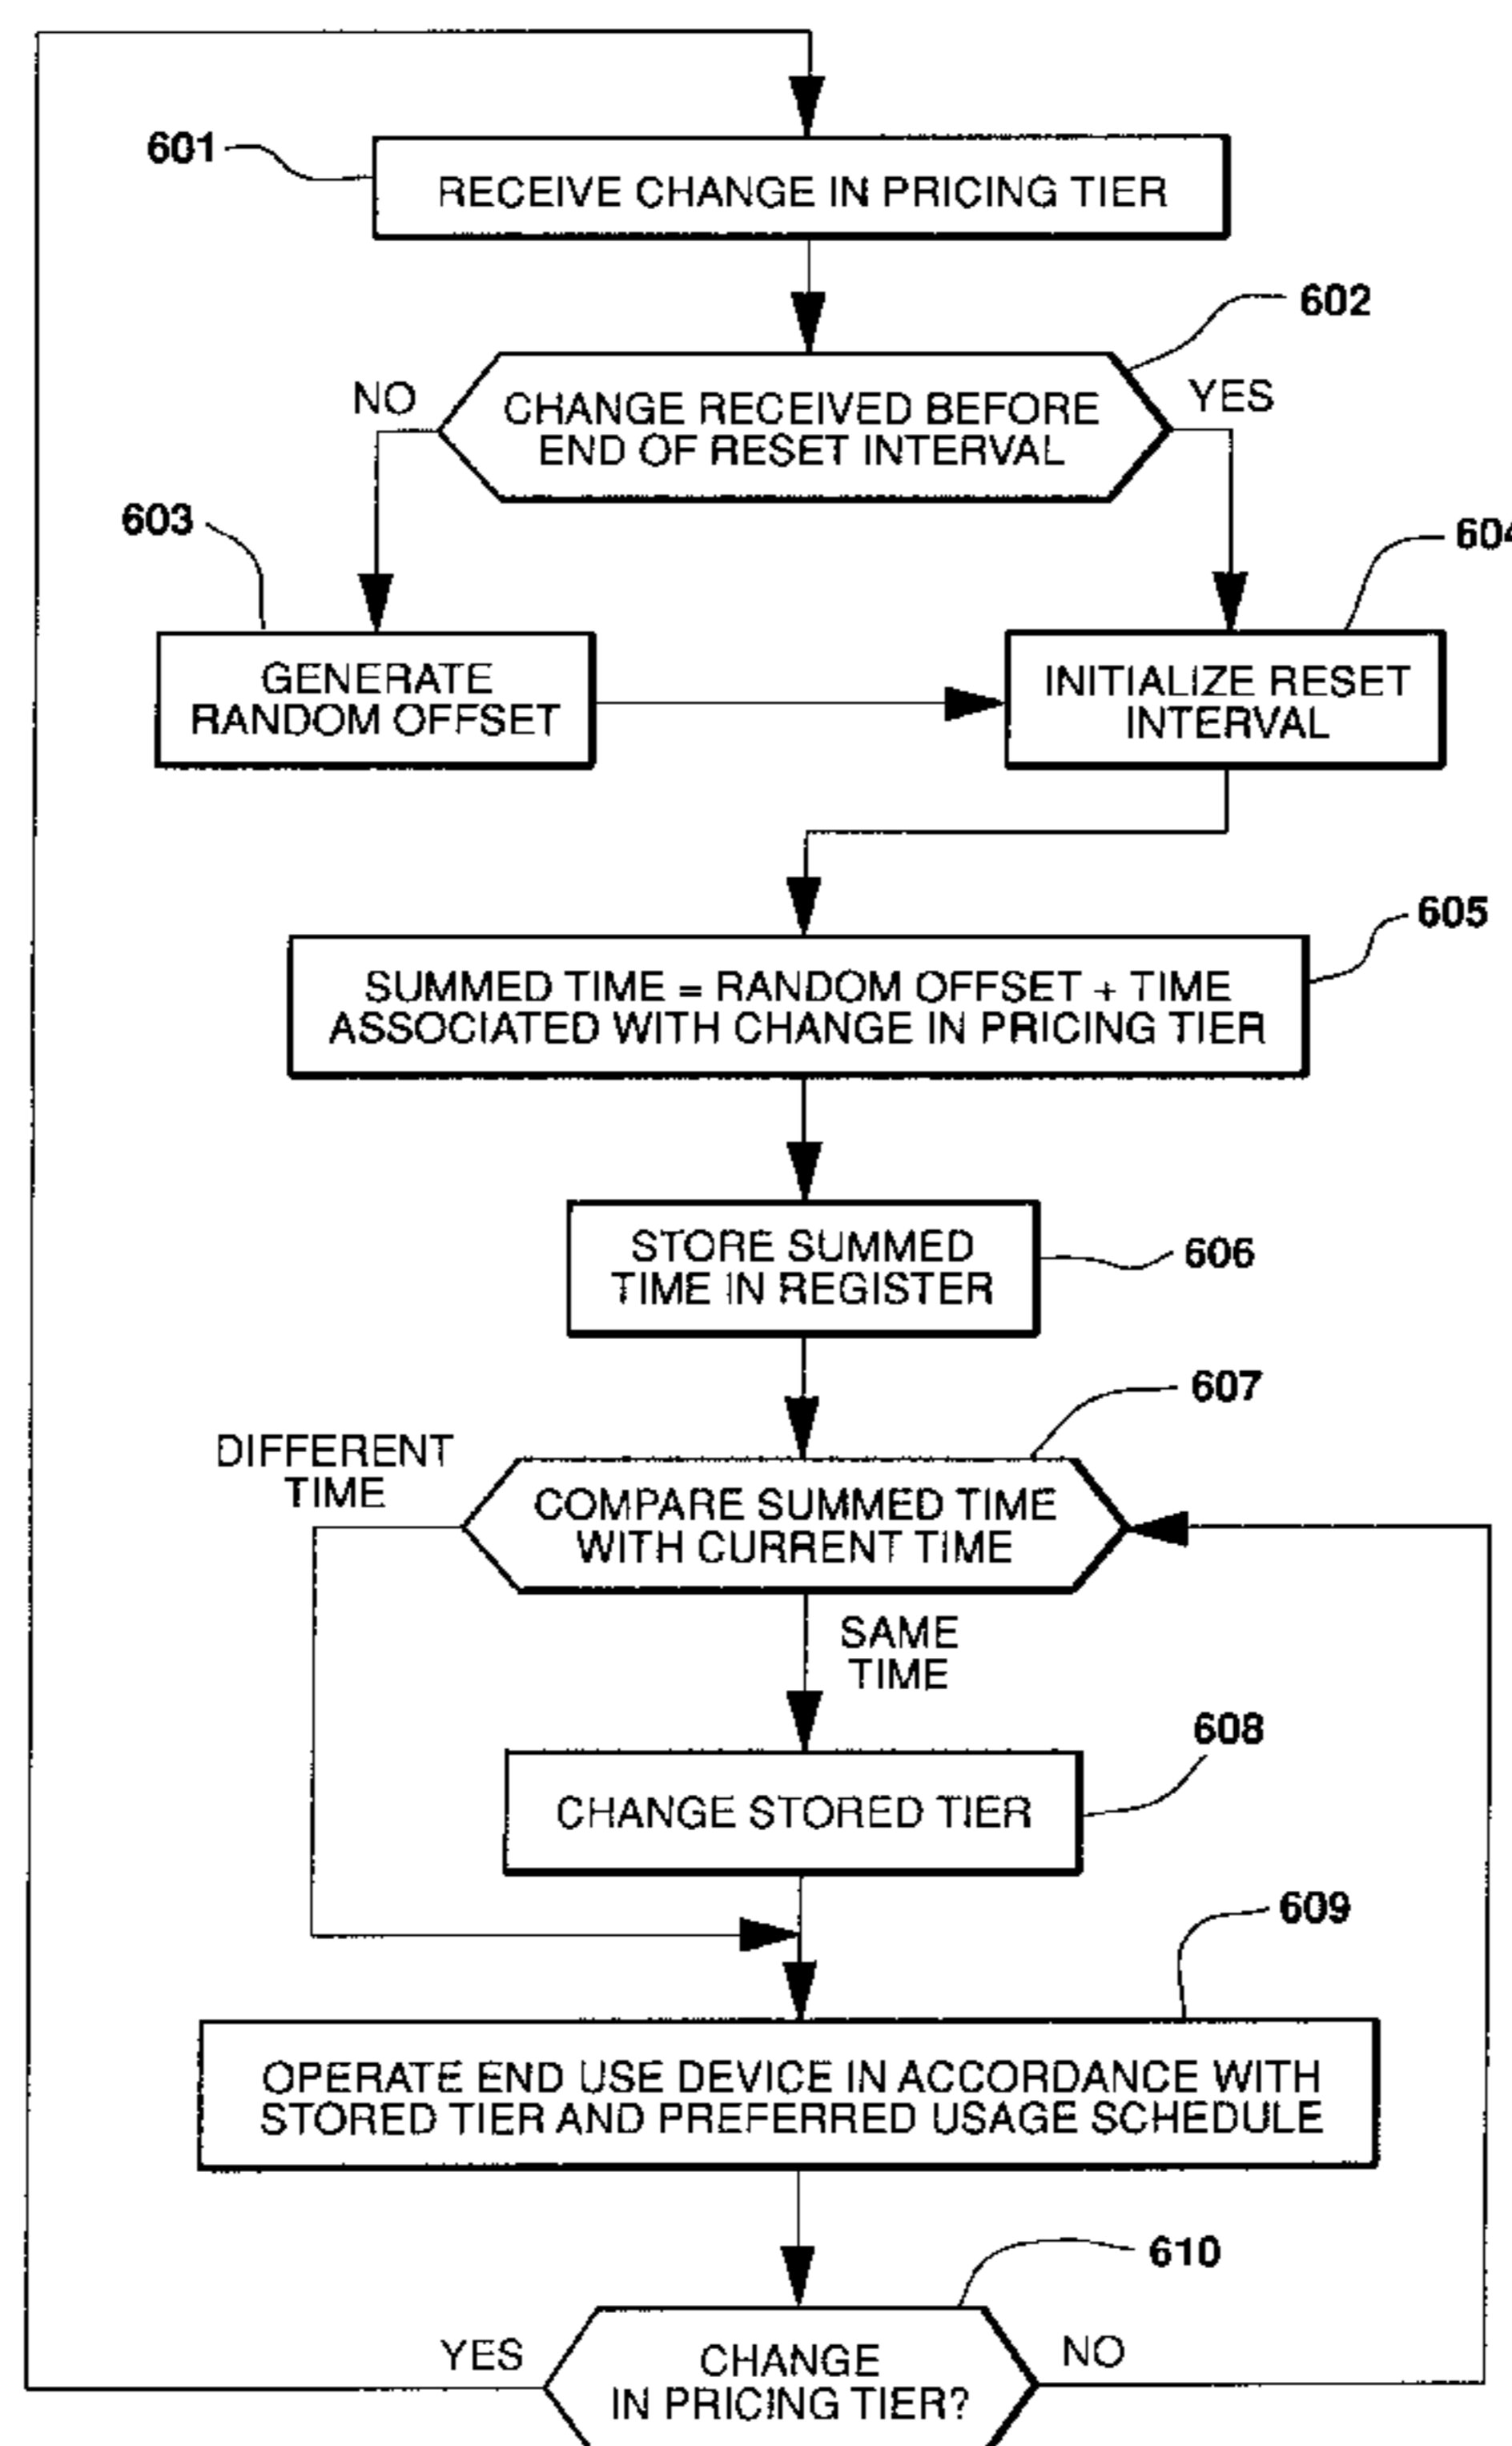 601
RECEIVE CHANGE IN PRICING TIER
602
NO
CHANGE RECEIVED BEFORE
END OF RESET INTERVAL
YES
603
604
GENERATE
RANDOM OFFSET
INITIALIZE RESET
INTERVAL
605
SUMMED TIME = RANDOM OFFSET + TIME
ASSOCIATED WITH CHANGE IN PRICING TIER
STORE SUMMED
TIME IN REGISTER
606
607
DIFFERENT
TIME
COMPARE SUMMED TIME
WITH CURRENT TIME
SAME
TIME
608
CHANGE STORED TIER
609
OPERATE END USE DEVICE IN ACCORDANCE WITH
STORED TIER AND PREFERRED USAGE SCHEDULE
610
YES
CHANGE
IN PRICING TIER?
NO